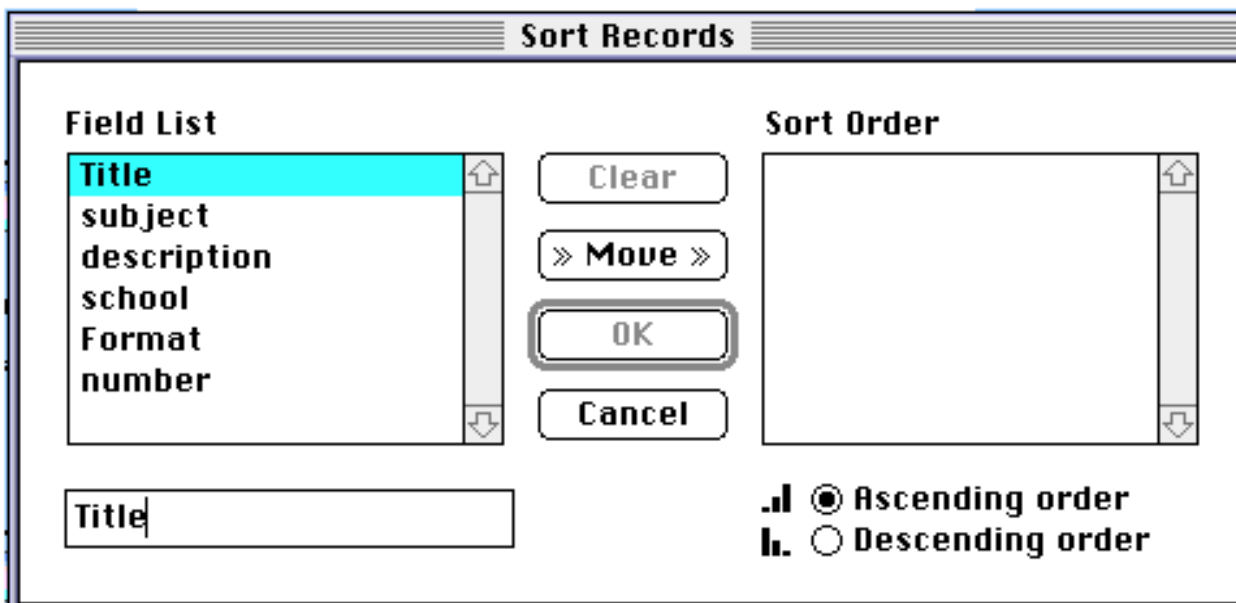 Sort Records
Field List
Sort Order
Title
subject
description
school
Format
number
Clear
» Move »
OK
Cancel
Title
Ascending order
Descending order